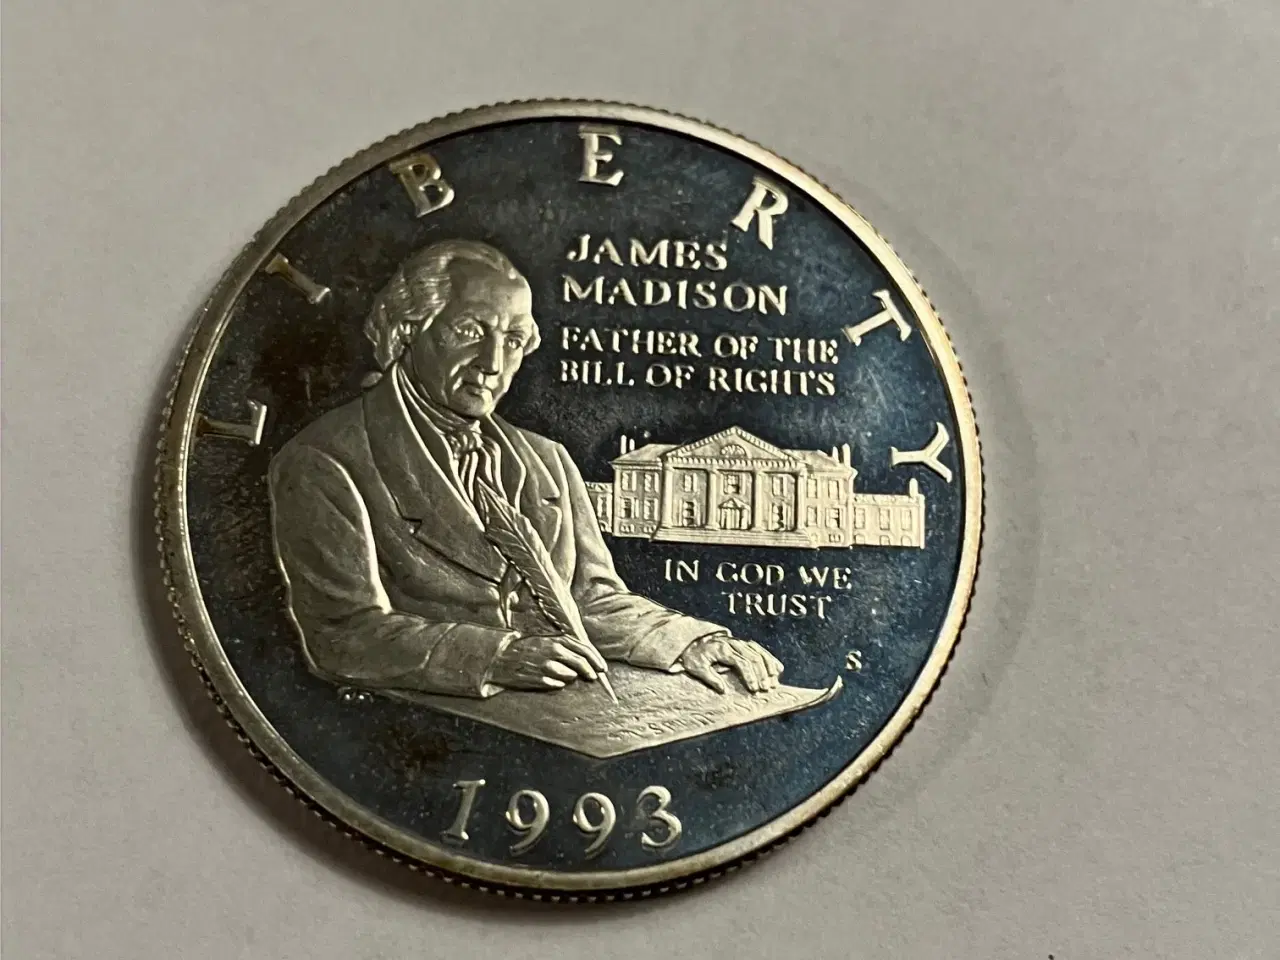 LIBERTY
JAMES
MADISON
FATHER OF THE
BILL OF RIGHTS
IN GOD WE
TRUST
S
1993